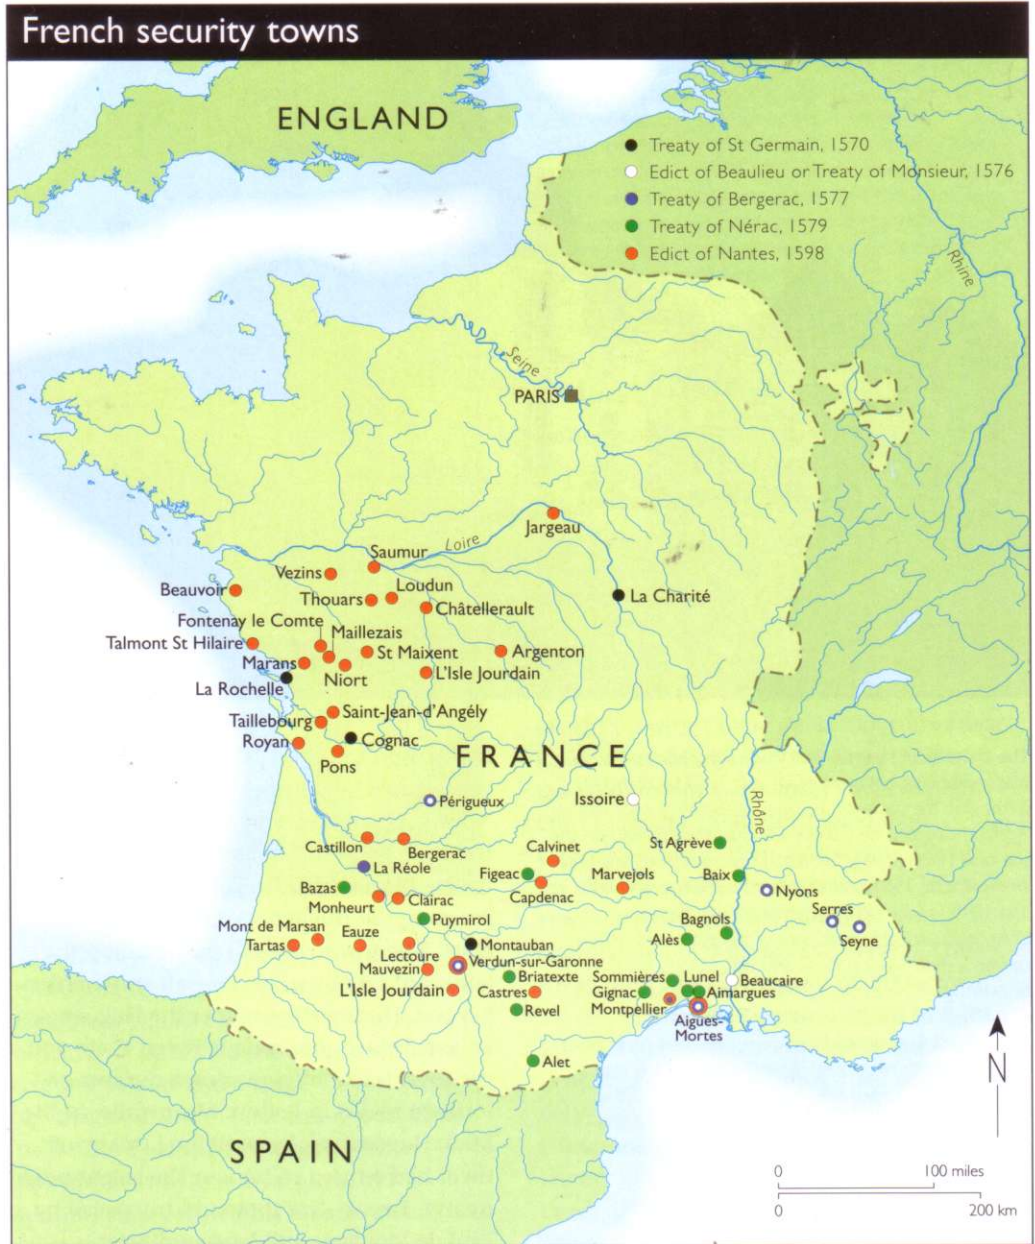 French security towns
ENGLAND
Treaty of St Germain, 1570
Edict of Beaulieu or Treaty of Monsieur, 1576
Treaty of Bergerac, 1577
Treaty of Nérac, 1579
Edict of Nantes, 1598
Rhine
Seine
PARIS
Jargeau
Loire
Saumur
Vezins
Loudun
Beauvoir
Thouars
Châtellerault
La Charité
Fontenay le Comte
Maillezais
Talmont St Hilaire
St Maixent
Argenton
Marans
Niort
L'Isle Jourdain
La Rochelle
Saint-Jean-d'Angély
Taillebourg
Royan
Cognac
Pons
FRANCE
Périgueux
Issoire
Rhône
Castillon
Bergerac
Calvinet
St Agrève
La Réole
Figeac
Marvejols
Baix
Bazas
Capdenac
Nyons
Monheurt
Clairac
Puymirol
Bagnols
Serres
Mont de Marsan
Eauze
Seyne
Tartas
Lectoure
Montauban
Alès
Mauvezin
Verdun-sur-Garonne
Briatexte
Sommières
Lunel
Beaucaire
L'Isle Jourdain
Castres
Gignac
Aimargues
Revel
Montpellier
Aigues-
Mortes
Alet
N
SPAIN
0
100 miles
0
200 km